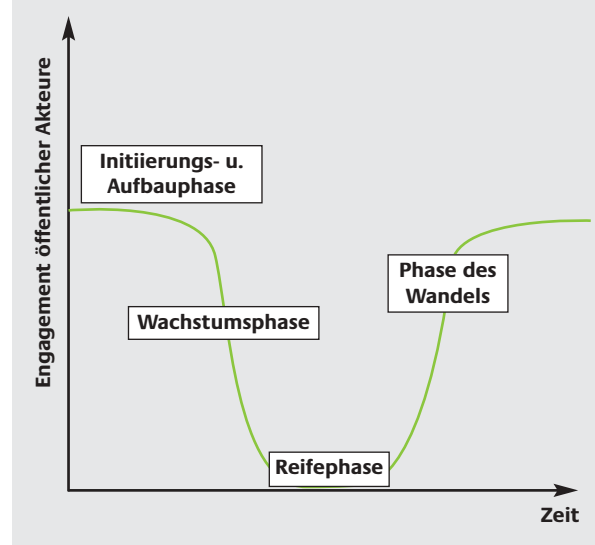 Engagement öffentlicher Akteure
Initiierungs- u.
Aufbauphase
Wachstumsphase
Phase des
Wandels
Reifephase
Zeit